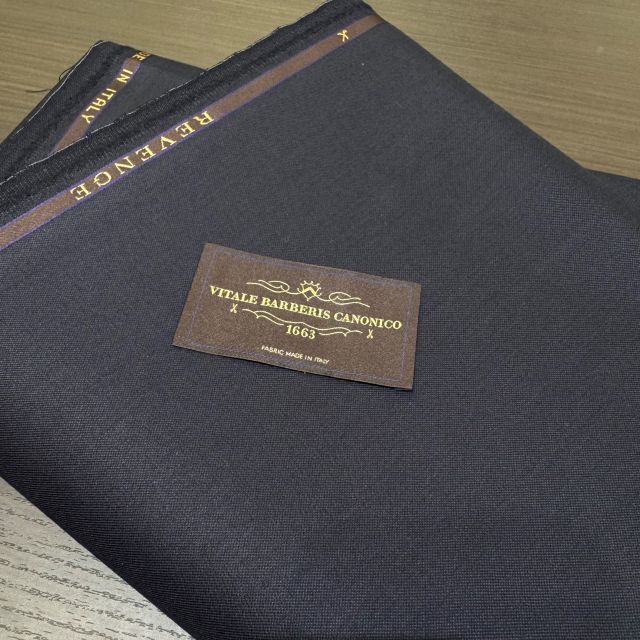 IN ITALY
REVENGE
VITALE BARBERIS CANONICO
1663
FABRIC MADE IN ITALY